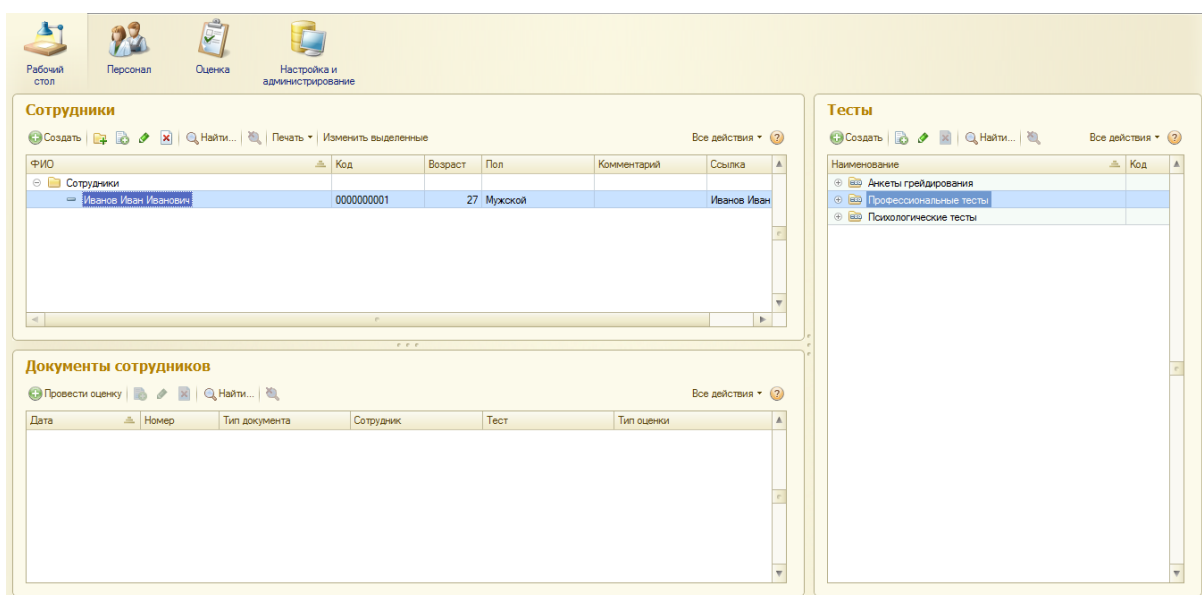 Рабочий стол
Персонал
Оценка
Настройка и администрирование
Сотрудники
Создать Найти... Печать Изменить выделенные Все действия
ФИО Код Возраст Пол Комментарий Ссылка
Сотрудники
Иванов Иван Иванович 0000000001 27 Мужской Иванов Иван
Документы сотрудников
Провести оценку Найти... Все действия
Дата Номер Тип документа Сотрудник Тест Тип оценки
Тесты
Создать Найти... Все действия
Наименование Код
Анкеты грейдирования
Профессиональные тесты
Психологические тесты